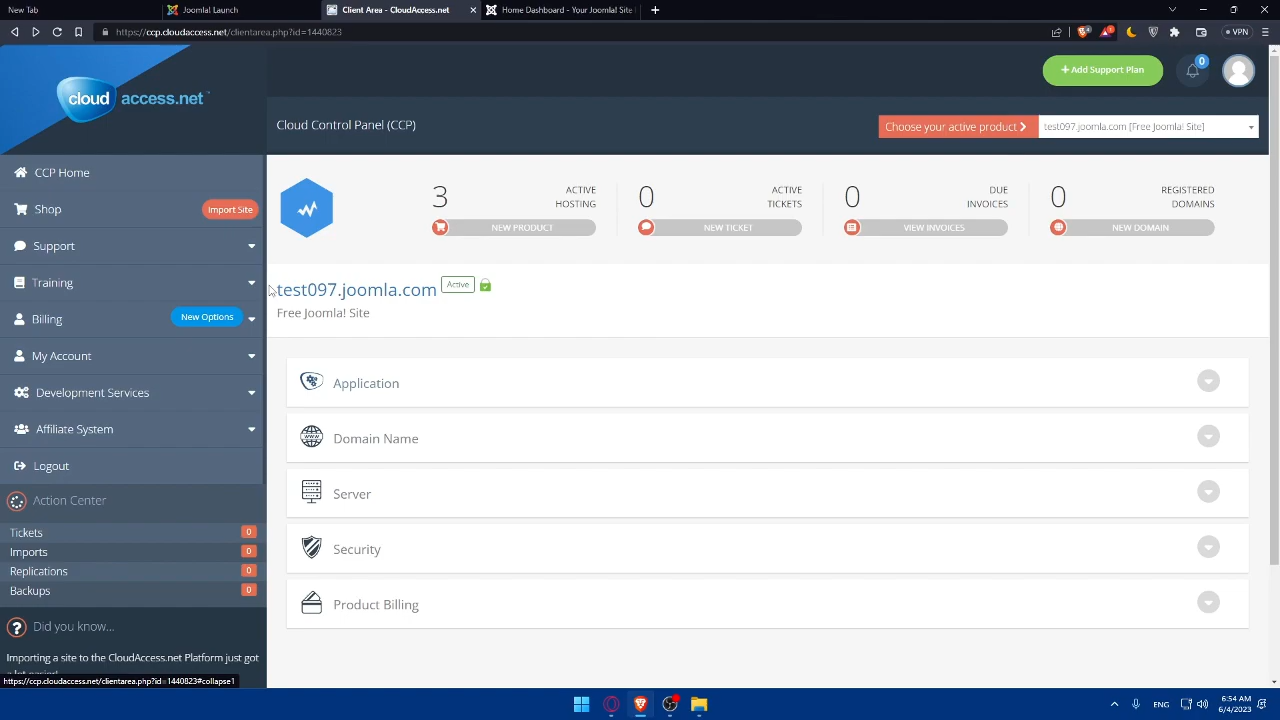 New Tab
Joomla Launch
Client Area - CloudAccess.net
Home Dashboard - Your Joomla Site
https://ccp.cloudaccess.net/clientarea.php?id=1440823
VPN
cloud access.net
Add Support Plan
0
Cloud Control Panel (CCP)
Choose your active product
test097.joomla.com [Free Joomla! Site]
CCP Home
Shop
Import Site
Support
Training
Billing
New Options
My Account
Development Services
Affiliate System
Logout
Action Center
Tickets 0
Imports 0
Replications 0
Backups 0
Did you know...
Importing a site to the CloudAccess.net Platform just got
a lot easier!
https://ccp.cloudaccess.net/clientarea.php?id=1440823#collapse1
3 ACTIVE HOSTING
NEW PRODUCT
0 ACTIVE TICKETS
NEW TICKET
0 DUE INVOICES
VIEW INVOICES
0 REGISTERED DOMAINS
NEW DOMAIN
test097.joomla.com
Active
Free Joomla! Site
Application
Domain Name
Server
Security
Product Billing
ENG
6:54 AM
6/4/2023